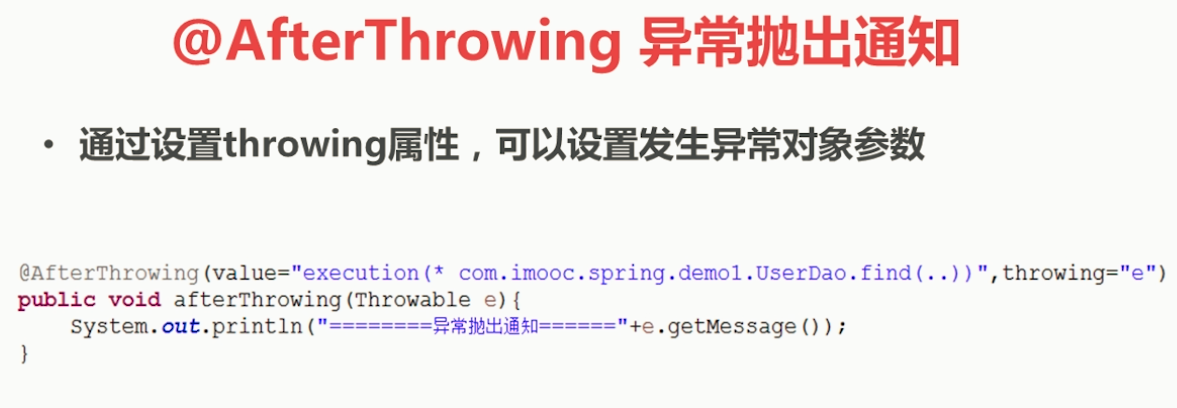 @AfterThrowing 异常抛出通知
• 通过设置throwing属性，可以设置发生异常对象参数
@AfterThrowing(value="execution(* com.imooc.spring.demo1.UserDao.find(..))",throwing="e")
public void afterThrowing(Throwable e){
    System.out.println("========异常抛出通知======"+e.getMessage());
}